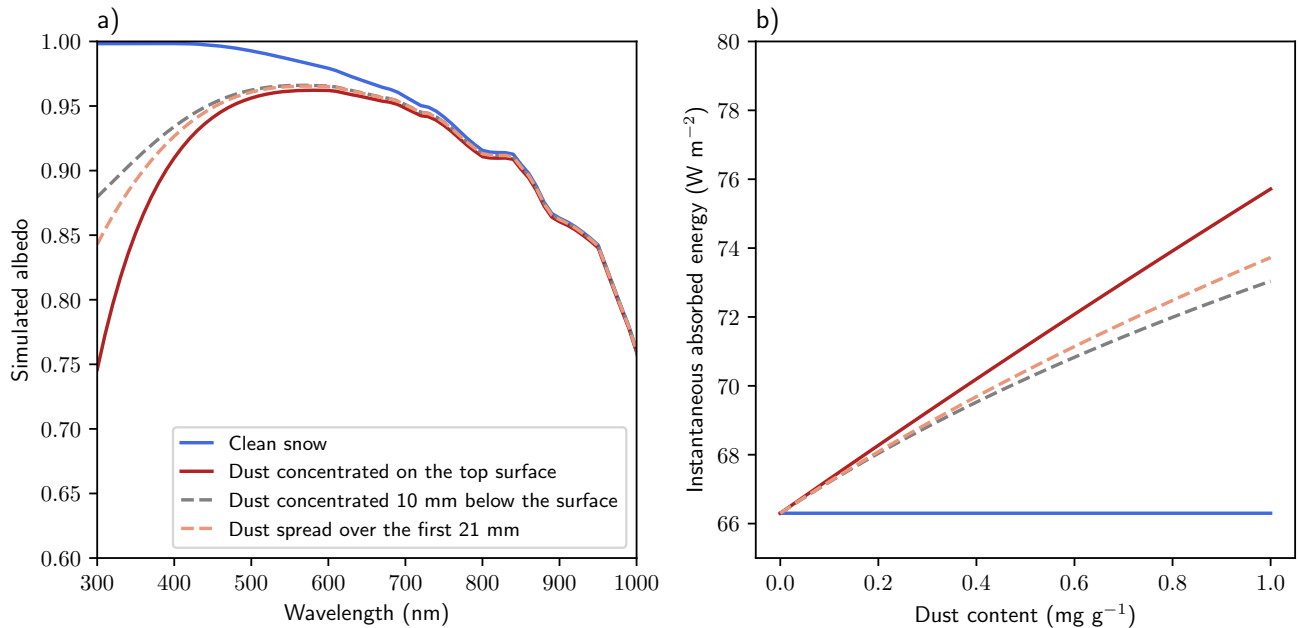 a)
1.00
0.95
0.90
0.85
0.80
0.75
0.70
0.65
0.60
Simulated albedo
300 400 500 600 700 800 900 1000
Wavelength (nm)
Clean snow
Dust concentrated on the top surface
Dust concentrated 10 mm below the surface
Dust spread over the first 21 mm
b)
80
78
76
74
72
70
68
66
Instantaneous absorbed energy (W m⁻²)
0.0 0.2 0.4 0.6 0.8 1.0
Dust content (mg g⁻¹)